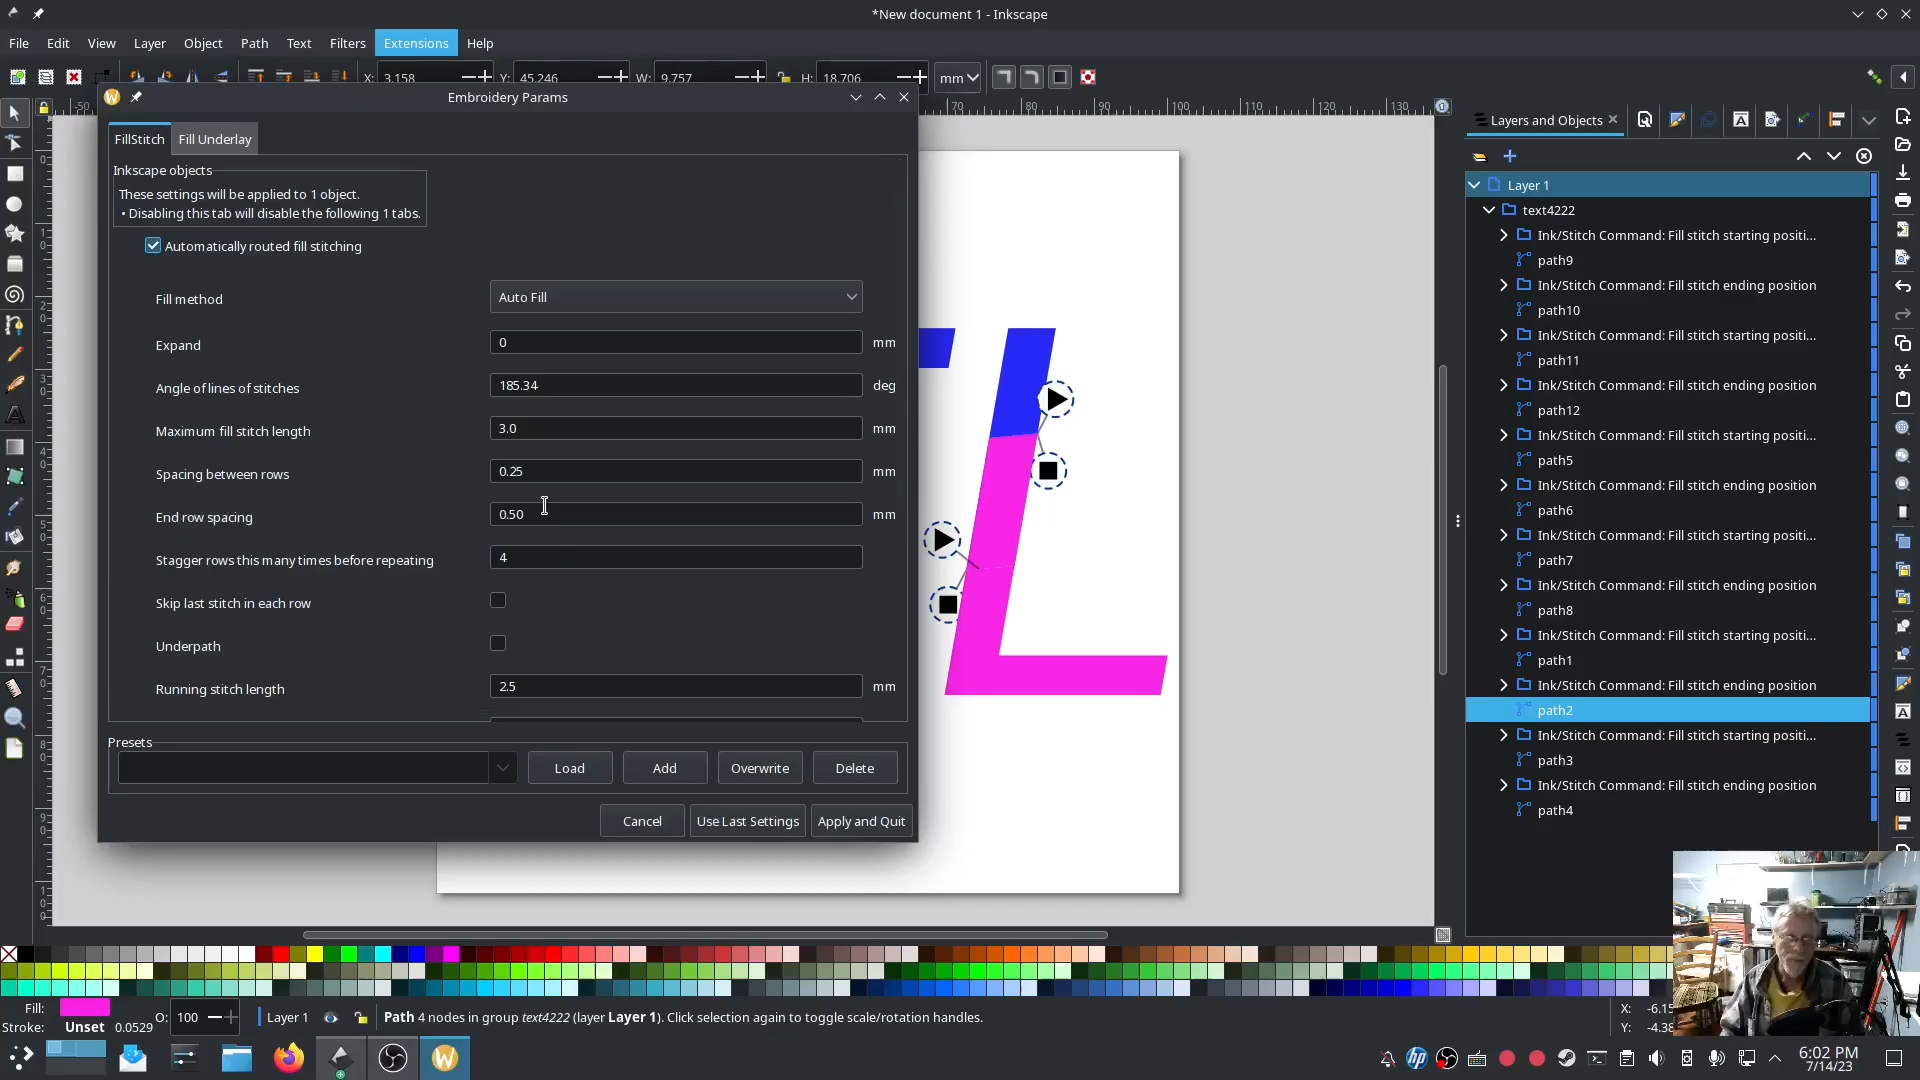 *New document 1 - Inkscape
File Edit View Layer Object Path Text Filters Extensions Help
X: 3.158 Y: 45.246 W: 9.757 H: 18.706 mm
Embroidery Params
-50 70 80 90 100 110 120 130
Layers and Objects
FillStitch Fill Underlay
Inkscape objects
These settings will be applied to 1 object.
• Disabling this tab will disable the following 1 tabs.
Automatically routed fill stitching
Fill method Auto Fill
Expand 0 mm
Angle of lines of stitches 185.34 deg
Maximum fill stitch length 3.0 mm
Spacing between rows 0.25 mm
End row spacing 0.50 mm
Stagger rows this many times before repeating 4
Skip last stitch in each row
Underpath
Running stitch length 2.5 mm
Presets
Load Add Overwrite Delete
Cancel Use Last Settings Apply and Quit
Layer 1
text4222
Ink/Stitch Command: Fill stitch starting positi...
path9
Ink/Stitch Command: Fill stitch ending position
path10
Ink/Stitch Command: Fill stitch starting positi...
path11
Ink/Stitch Command: Fill stitch ending position
path12
Ink/Stitch Command: Fill stitch starting positi...
path5
Ink/Stitch Command: Fill stitch ending position
path6
Ink/Stitch Command: Fill stitch starting positi...
path7
Ink/Stitch Command: Fill stitch ending position
path8
Ink/Stitch Command: Fill stitch starting positi...
path1
Ink/Stitch Command: Fill stitch ending position
path2
Ink/Stitch Command: Fill stitch starting positi...
path3
Ink/Stitch Command: Fill stitch ending position
path4
Fill: O: 100 Layer 1 Path 4 nodes in group text4222 (layer Layer 1). Click selection again to toggle scale/rotation handles. X: -6.15
Stroke: Unset 0.0529 Y: -4.38
6:02 PM
7/14/23